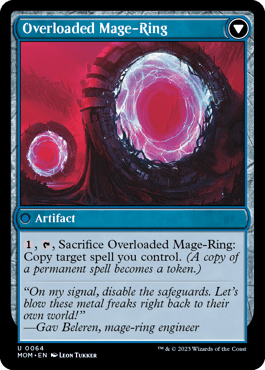 Overloaded Mage-Ring
Artifact
1, T, Sacrifice Overloaded Mage-Ring:
Copy target spell you control. (A copy
of a permanent spell becomes a token.)
“On my signal, disable the safeguards. Let’s
blow these metal freaks right back to their
own world!”
—Gav Beleren, mage-ring engineer
U 0064
MOM • EN LEON TUKKER
™ & © 2023 Wizards of the Coast